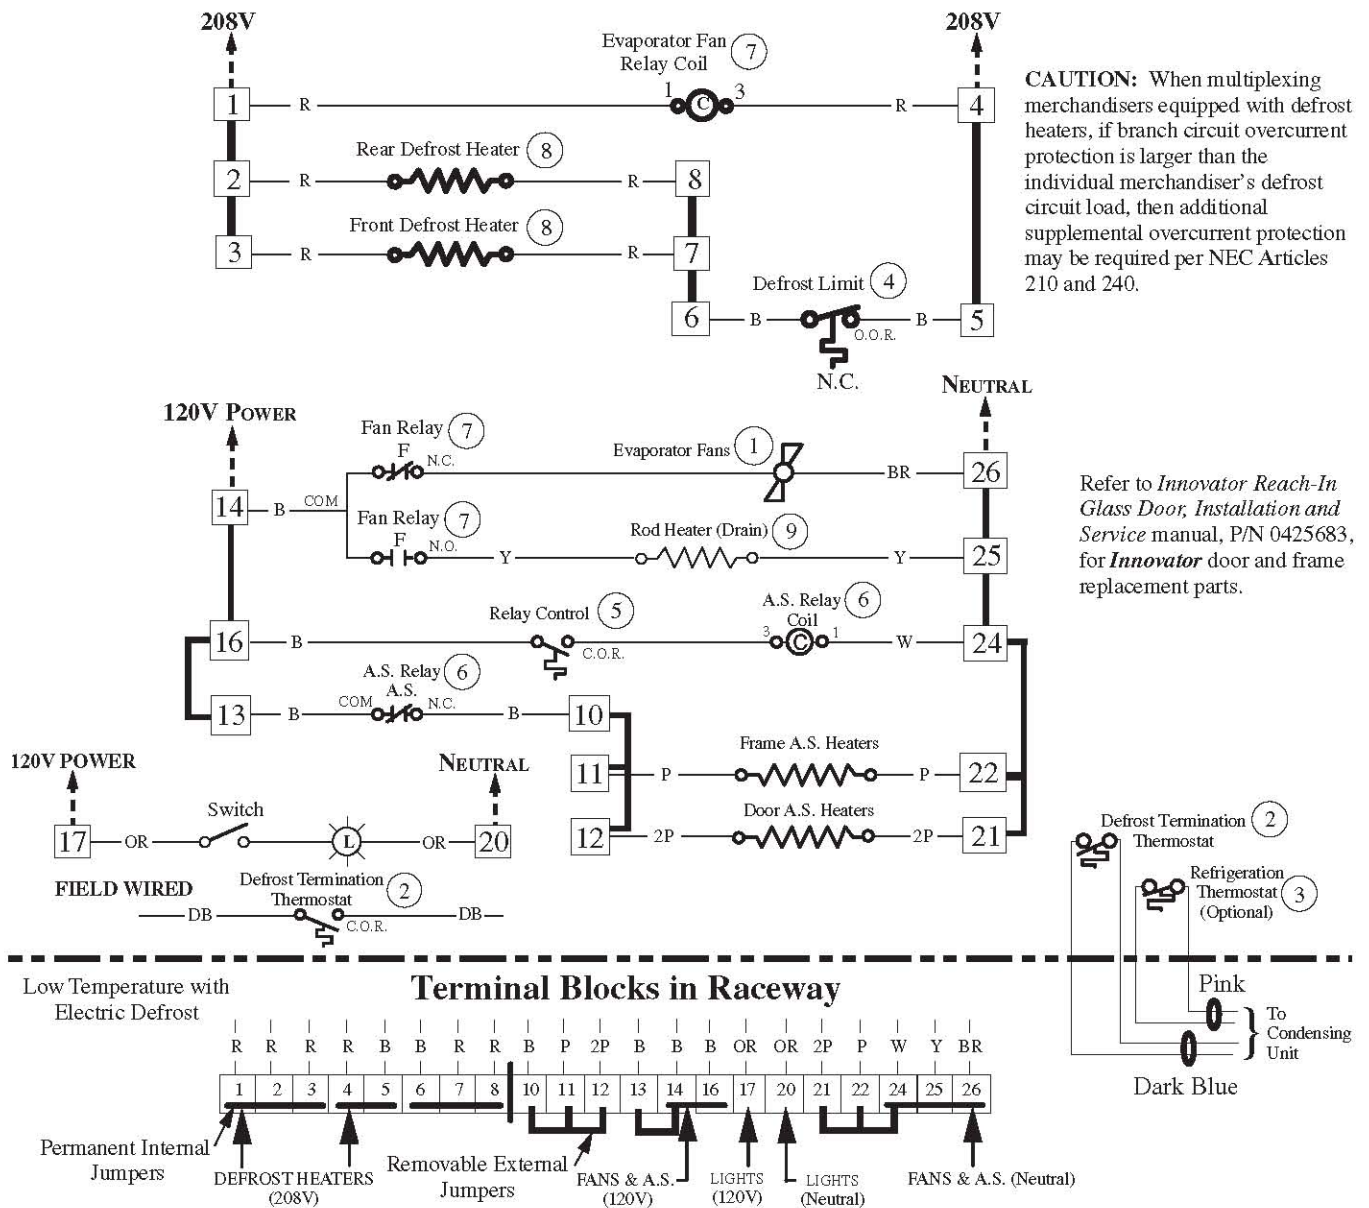 208V
208V
Evaporator Fan
Relay Coil
7
1
R
1
C
3
R
4
CAUTION: When multiplexing
merchandisers equipped with defrost
heaters, if branch circuit overcurrent
protection is larger than the
individual merchandiser's defrost
circuit load, then additional
supplemental overcurrent protection
may be required per NEC Articles
210 and 240.
Rear Defrost Heater
8
2
R
R
8
Front Defrost Heater
8
3
R
R
7
Defrost Limit
4
6
B
O.O.R.
B
5
N.C.
120V POWER
NEUTRAL
Fan Relay
7
F
N.C.
Evaporator Fans
1
BR
26
14
B
COM
Fan Relay
7
F
N.O.
Y
Rod Heater (Drain)
9
Y
25
Refer to Innovator Reach-In
Glass Door, Installation and
Service manual, P/N 0425683,
for Innovator door and frame
replacement parts.
Relay Control
5
A.S. Relay
Coil
6
16
B
C.O.R.
3
C
1
W
24
A.S. Relay
A.S.
6
13
B
COM
N.C.
B
10
Frame A.S. Heaters
11
P
P
22
Door A.S. Heaters
12
2P
2P
21
120V POWER
NEUTRAL
Switch
17
OR
L
OR
20
FIELD WIRED
Defrost Termination
Thermostat
2
DB
C.O.R.
DB
Defrost Termination
Thermostat
2
Refrigeration
Thermostat
(Optional)
3
Pink
To
Condensing
Unit
Dark Blue
Low Temperature with
Electric Defrost
Terminal Blocks in Raceway
R R R R B B R R B P 2P B B B OR OR 2P P W Y BR
1 2 3 4 5 6 7 8 10 11 12 13 14 16 17 20 21 22 24 25 26
Permanent Internal
Jumpers
DEFROST HEATERS
(208V)
Removable External
Jumpers
FANS & A.S.
(120V)
LIGHTS
(120V)
LIGHTS
(Neutral)
FANS & A.S. (Neutral)